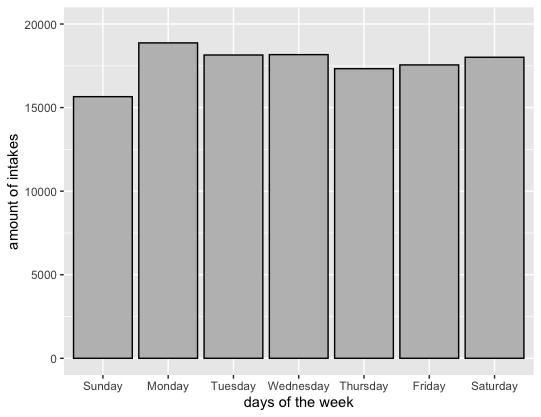 20000
15000
10000
5000
0
amount of intakes
Sunday Monday Tuesday Wednesday Thursday Friday Saturday
days of the week